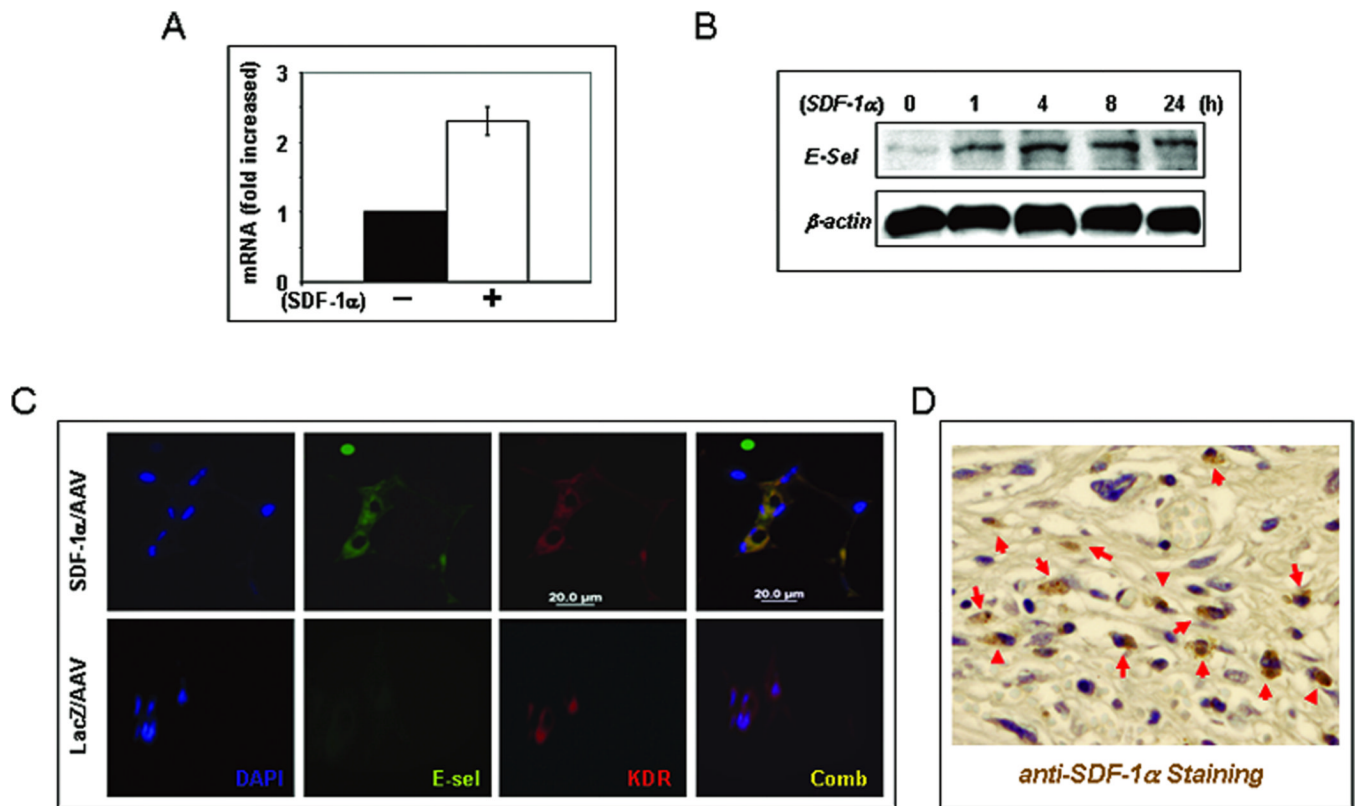 A
mRNA (fold increased)
3
2
1
0
(SDF-1α) − +
B
(SDF-1α) 0 1 4 8 24 (h)
E-Sel
β-actin
C
SDF-1α/AAV
20.0 µm 20.0 µm
LacZ/AAV
DAPI E-sel KDR Comb
D
anti-SDF-1α Staining